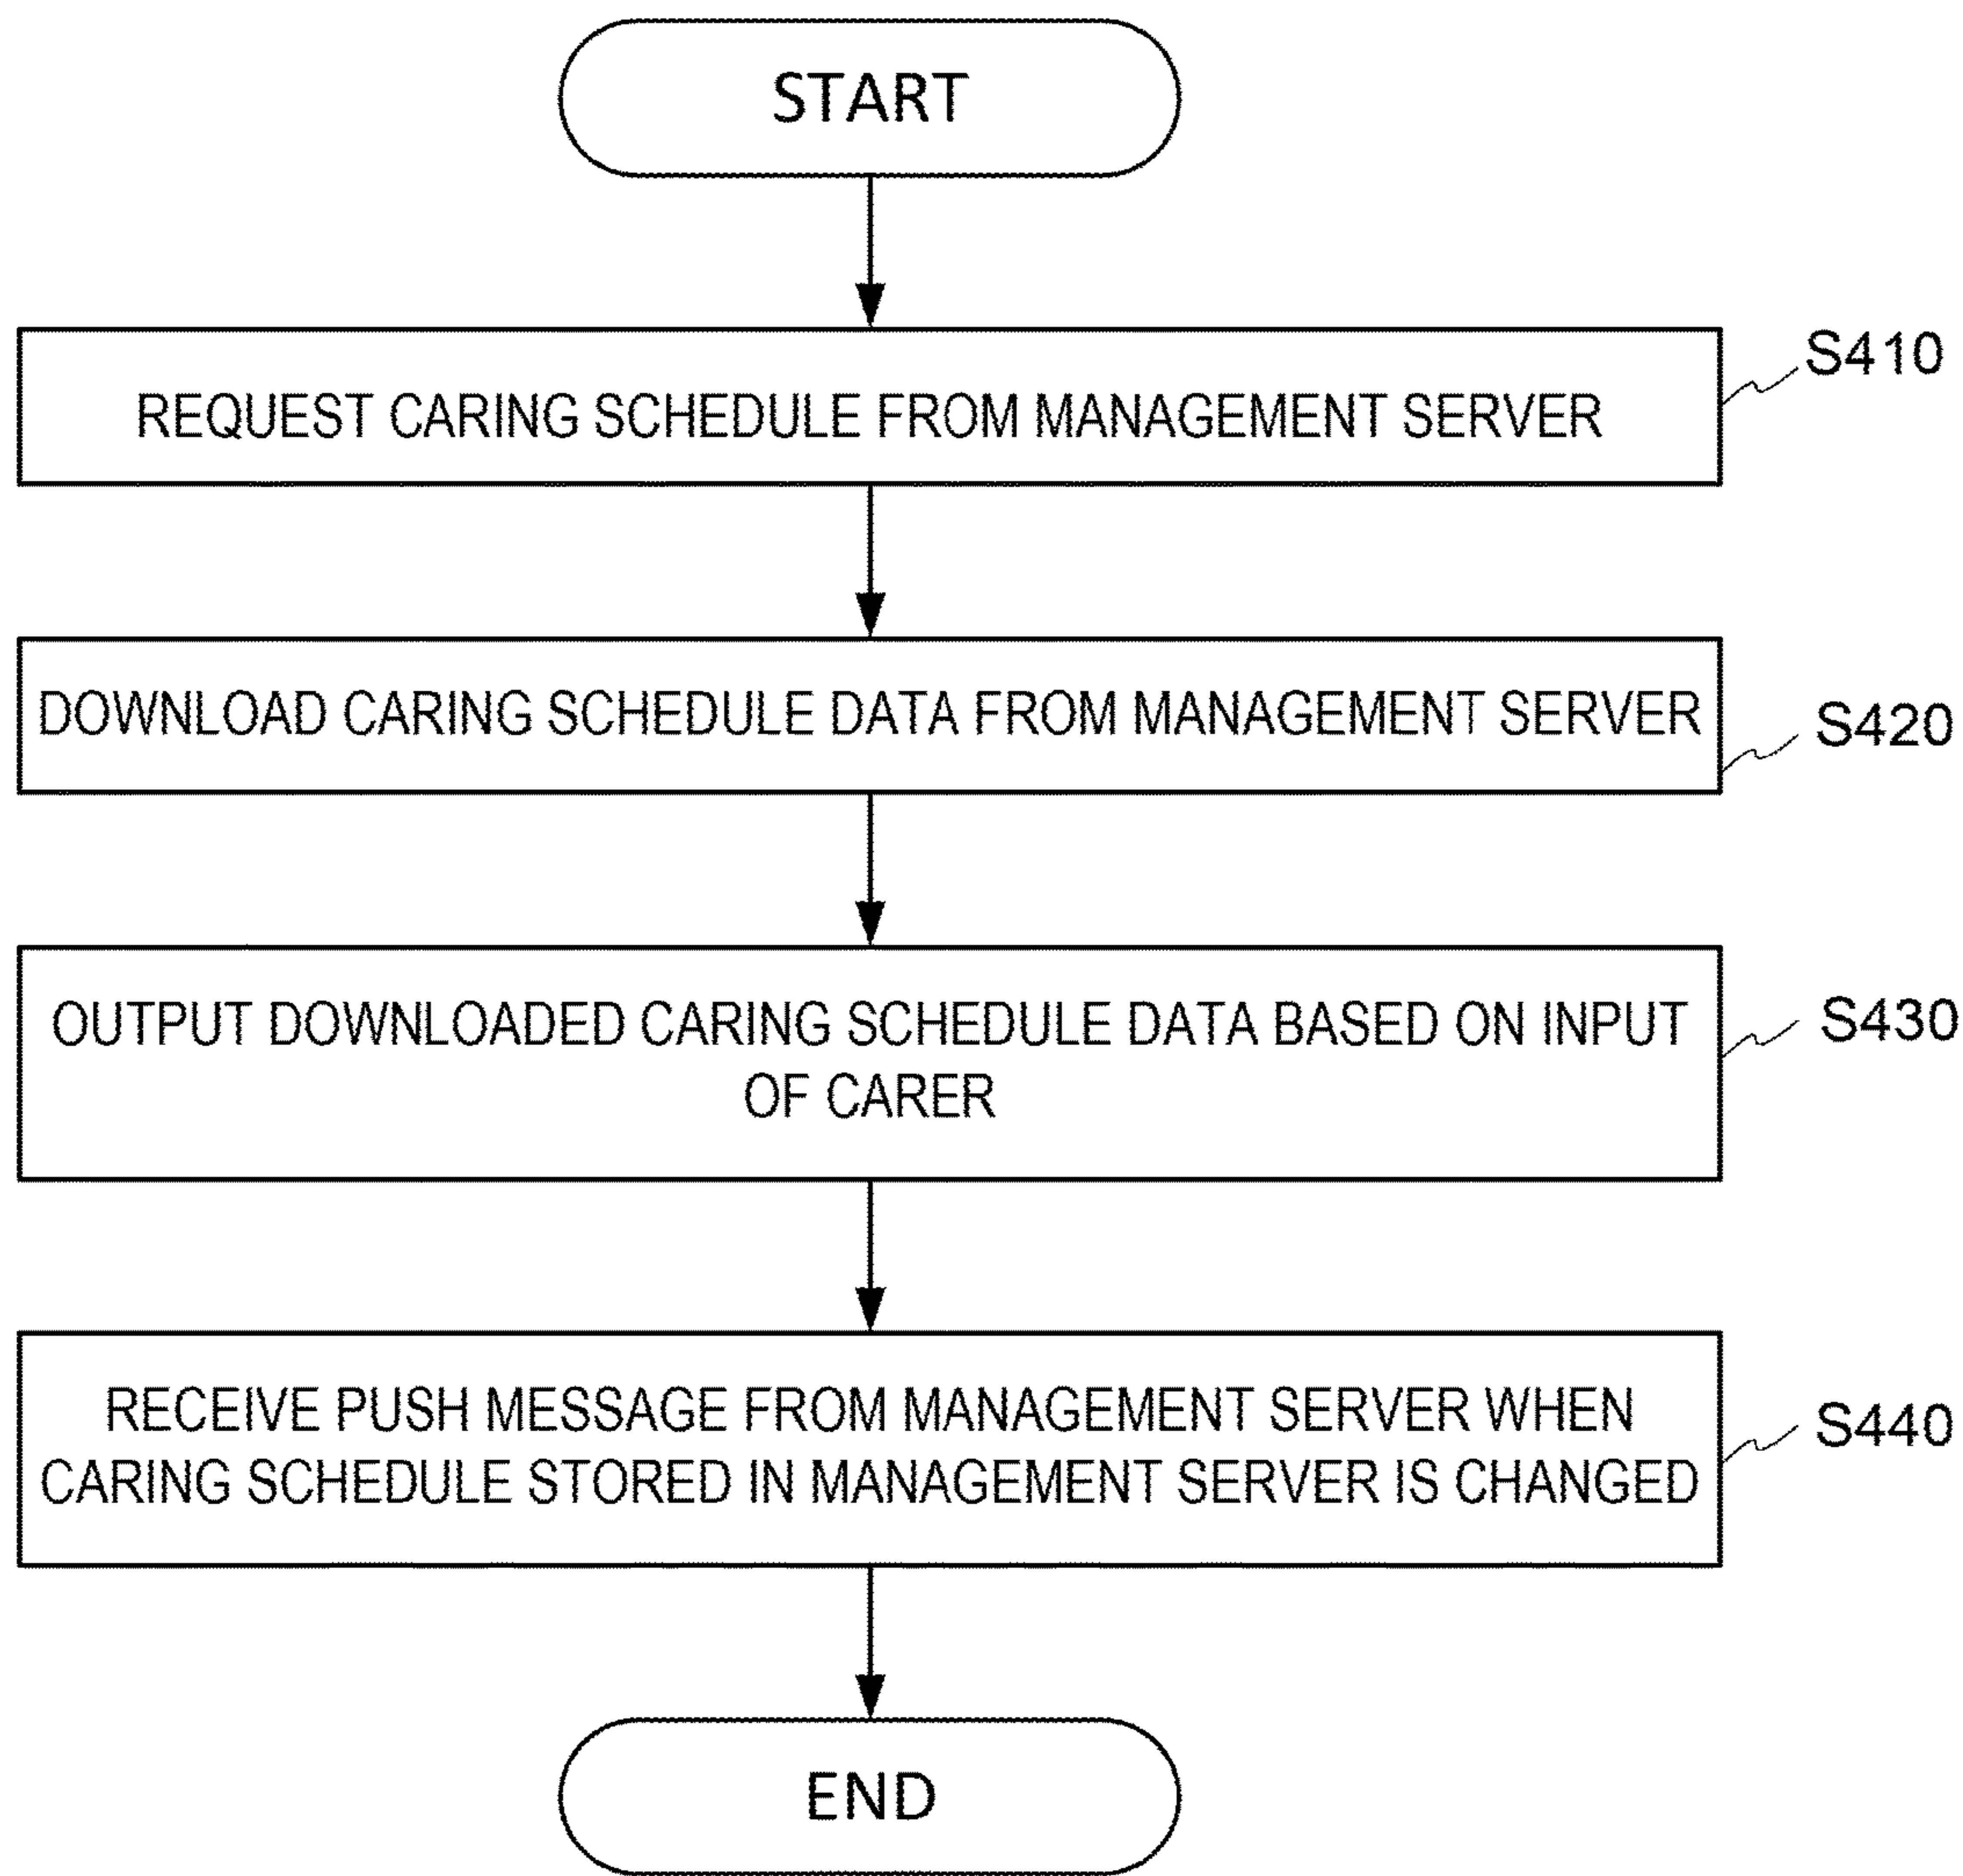 START
REQUEST CARING SCHEDULE FROM MANAGEMENT SERVER
S410
DOWNLOAD CARING SCHEDULE DATA FROM MANAGEMENT SERVER
S420
OUTPUT DOWNLOADED CARING SCHEDULE DATA BASED ON INPUT
OF CARER
S430
RECEIVE PUSH MESSAGE FROM MANAGEMENT SERVER WHEN
CARING SCHEDULE STORED IN MANAGEMENT SERVER IS CHANGED
S440
END